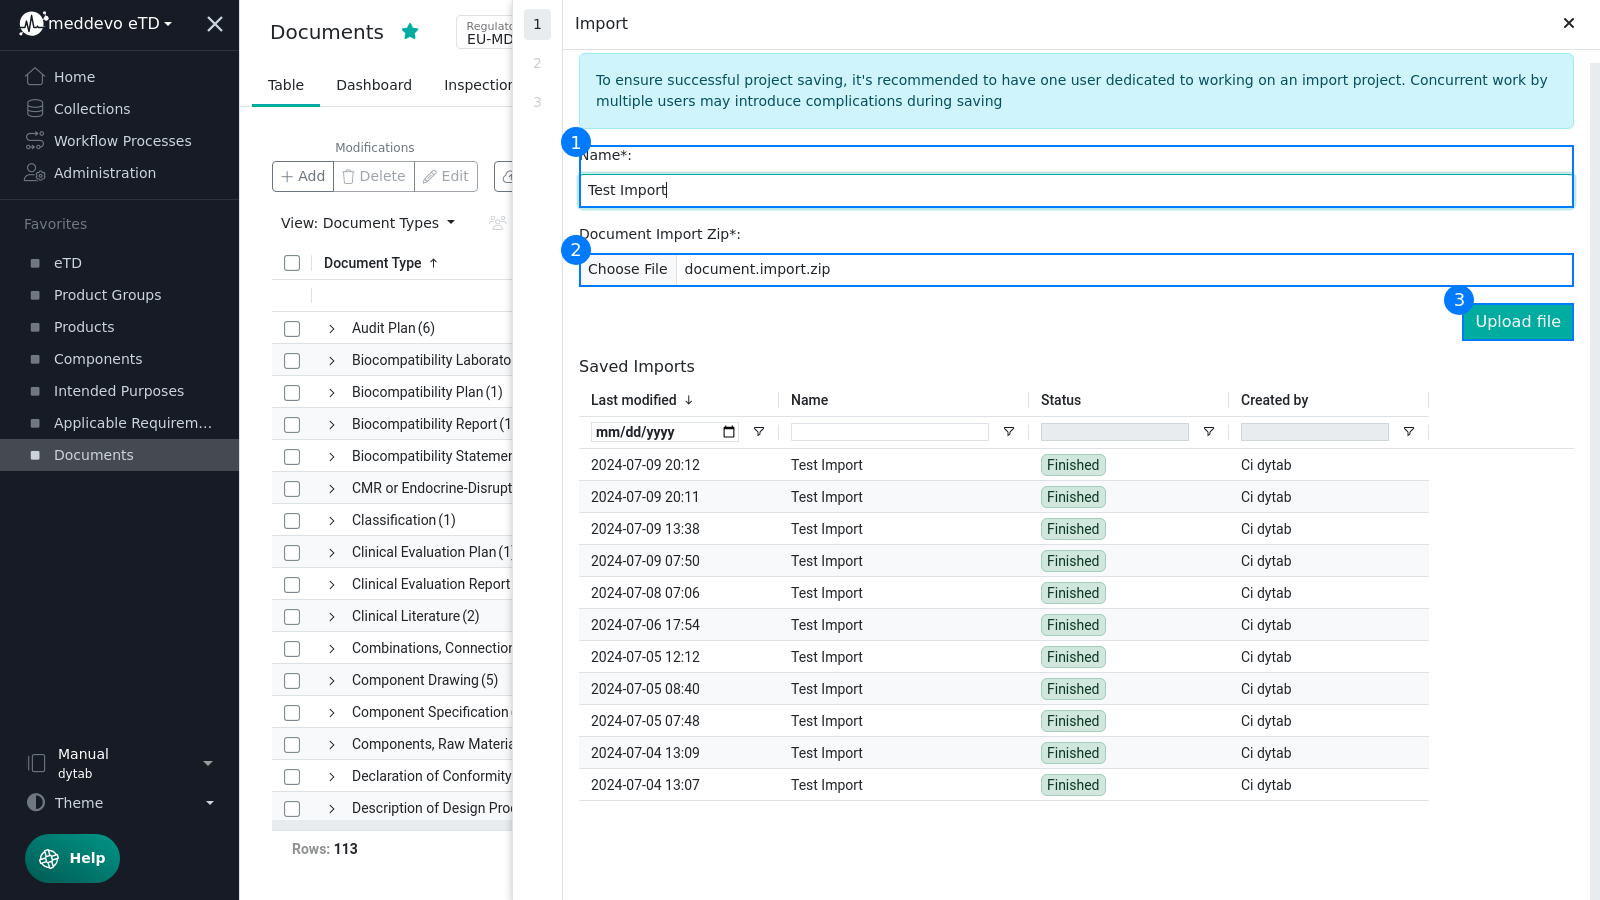 meddevo eTD
Home
Collections
Workflow Processes
Administration
Favorites
eTD
Product Groups
Products
Components
Intended Purposes
Applicable Requirem...
Documents
Manual
dytab
Theme
Help
Documents
Regulato
EU-MD
Table
Dashboard
Inspection
Modifications
Add
Delete
Edit
View: Document Types
Document Type
Audit Plan (6)
Biocompatibility Laborato
Biocompatibility Plan (1)
Biocompatibility Report (1
Biocompatibility Statemen
CMR or Endocrine-Disrupt
Classification (1)
Clinical Evaluation Plan (1)
Clinical Evaluation Report
Clinical Literature (2)
Combinations, Connection
Component Drawing (5)
Component Specification
Components, Raw Materia
Declaration of Conformity
Description of Design Proc
Rows: 113
1
2
3
Import
To ensure successful project saving, it's recommended to have one user dedicated to working on an import project. Concurrent work by
multiple users may introduce complications during saving
1
Name*:
Test Import
2
Document Import Zip*:
Choose File document.import.zip
3
Upload file
Saved Imports
Last modified Name Status Created by
mm/dd/yyyy
2024-07-09 20:12 Test Import Finished Ci dytab
2024-07-09 20:11 Test Import Finished Ci dytab
2024-07-09 13:38 Test Import Finished Ci dytab
2024-07-09 07:50 Test Import Finished Ci dytab
2024-07-08 07:06 Test Import Finished Ci dytab
2024-07-06 17:54 Test Import Finished Ci dytab
2024-07-05 12:12 Test Import Finished Ci dytab
2024-07-05 08:40 Test Import Finished Ci dytab
2024-07-05 07:48 Test Import Finished Ci dytab
2024-07-04 13:09 Test Import Finished Ci dytab
2024-07-04 13:07 Test Import Finished Ci dytab